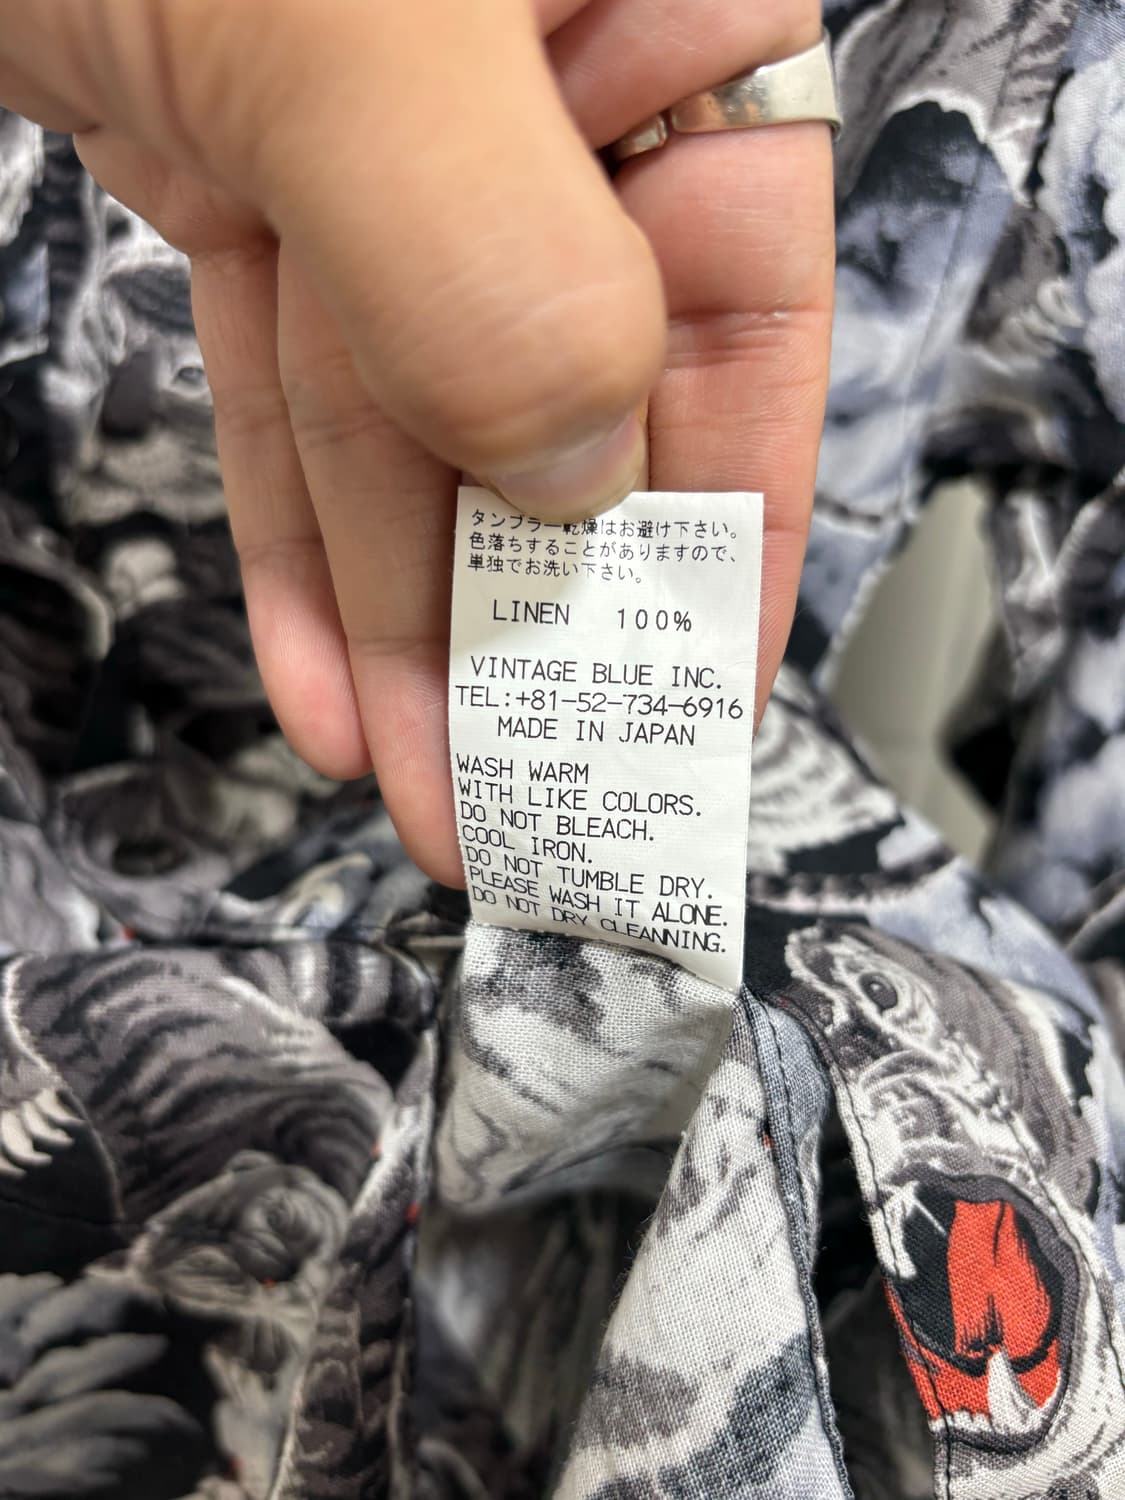 タンブラー乾燥はお避け下さい。
色落ちすることがありますので、
単独でお洗い下さい。
LINEN 100%
VINTAGE BLUE INC.
TEL:+81-52-734-6916
MADE IN JAPAN
WASH WARM
WITH LIKE COLORS.
DO NOT BLEACH.
COOL IRON.
DO NOT TUMBLE DRY.
PLEASE WASH IT ALONE.
DO NOT DRY CLEANNING.